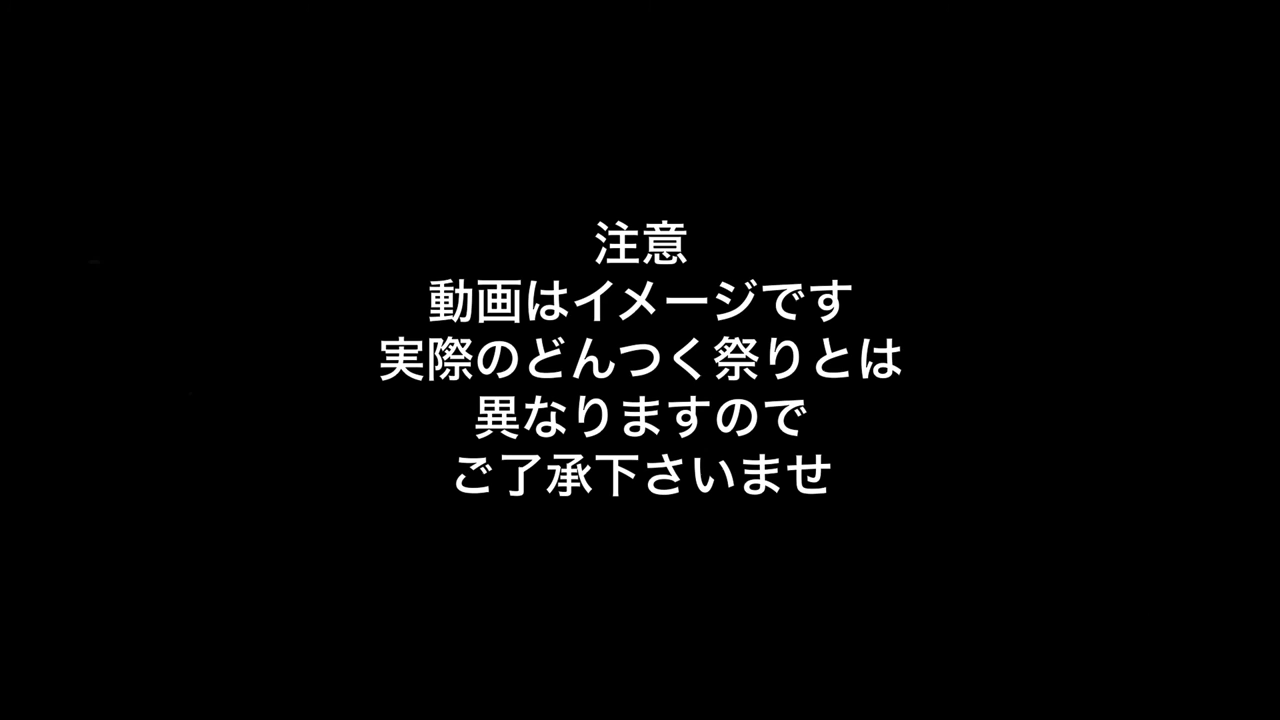 注意
動画はイメージです
実際のどんつく祭りとは
異なりますので
ご了承下さいませ